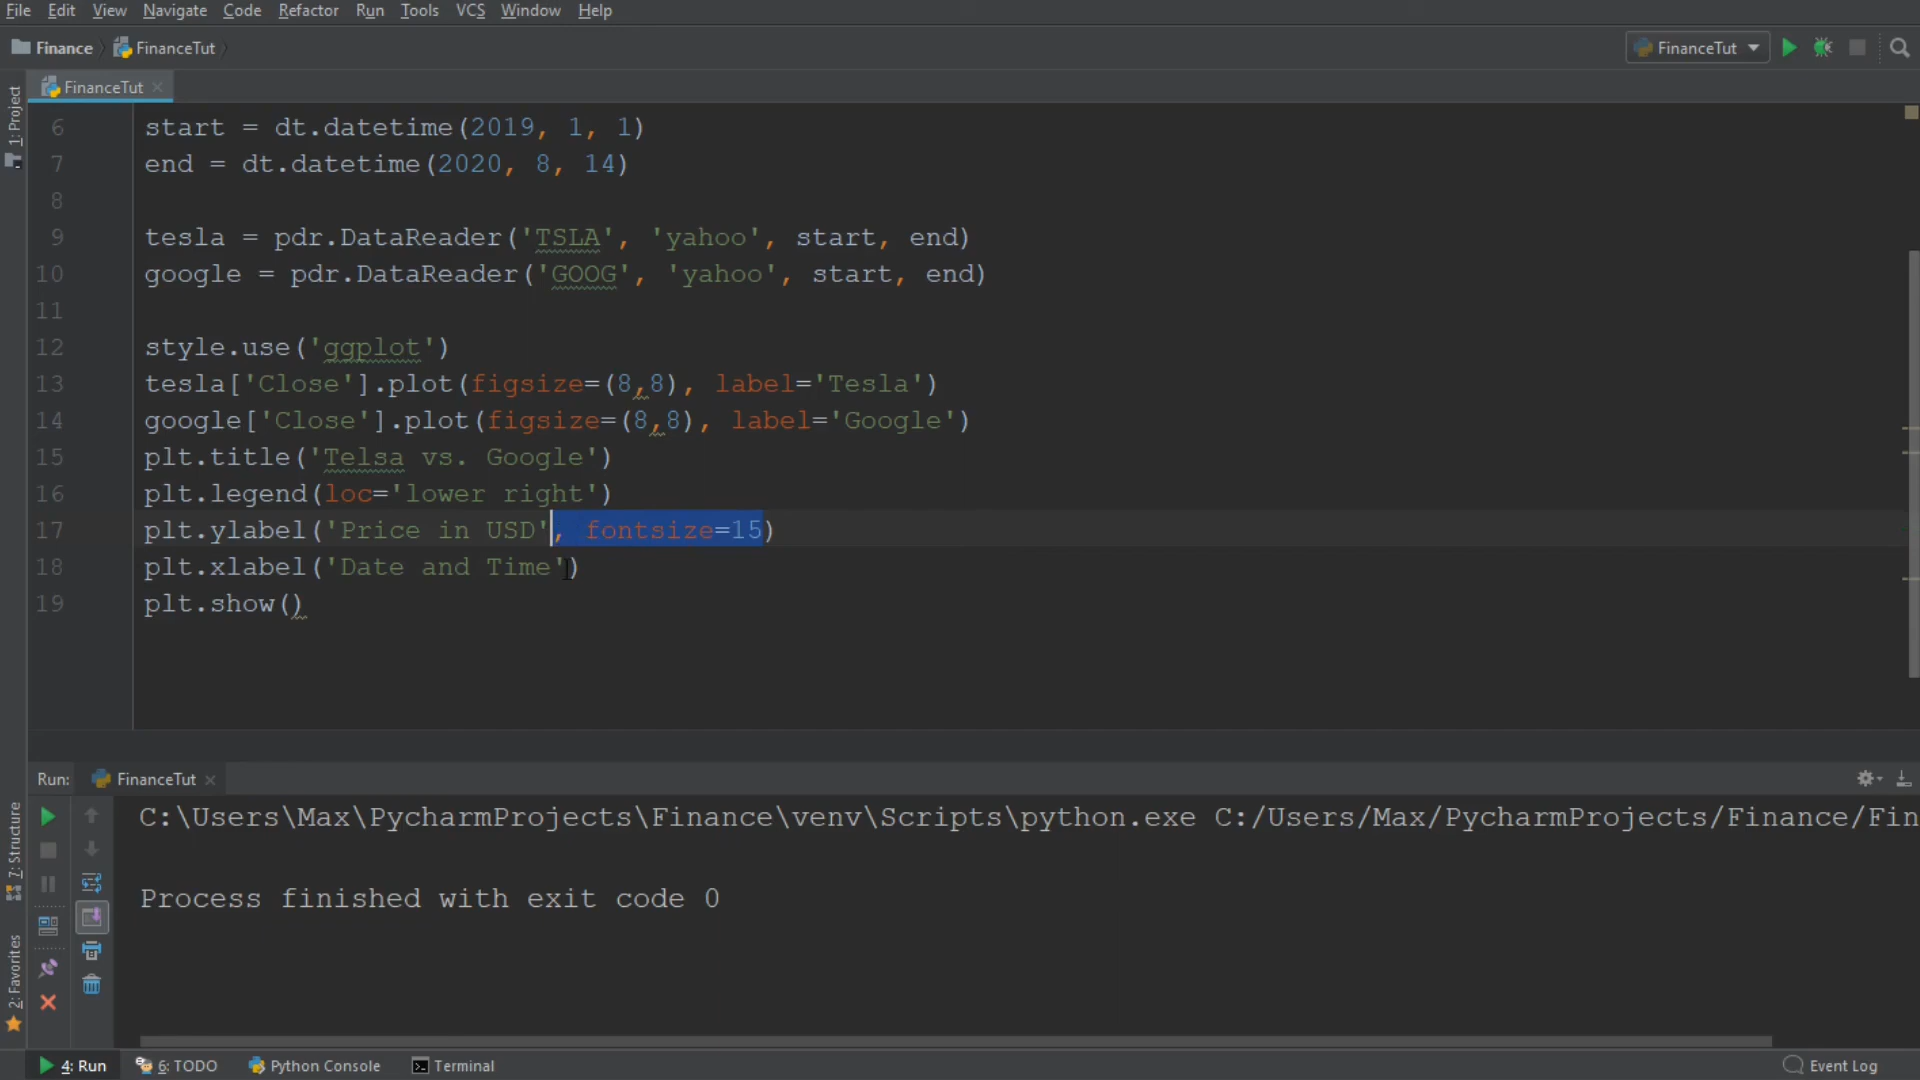 File Edit View Navigate Code Refactor Run Tools VCS Window Help
Finance FinanceTut FinanceTut
FinanceTut
1: Project
6 start = dt.datetime(2019, 1, 1)
7 end = dt.datetime(2020, 8, 14)
8
9 tesla = pdr.DataReader('TSLA', 'yahoo', start, end)
10 google = pdr.DataReader('GOOG', 'yahoo', start, end)
11
12 style.use('ggplot')
13 tesla['Close'].plot(figsize=(8,8), label='Tesla')
14 google['Close'].plot(figsize=(8,8), label='Google')
15 plt.title('Telsa vs. Google')
16 plt.legend(loc='lower right')
17 plt.ylabel('Price in USD', fontsize=15)
18 plt.xlabel('Date and Time')
19 plt.show()
Run: FinanceTut
7: Structure
2: Favorites
C:\Users\Max\PycharmProjects\Finance\venv\Scripts\python.exe C:/Users/Max/PycharmProjects/Finance/Fin
Process finished with exit code 0
4: Run 6: TODO Python Console Terminal Event Log